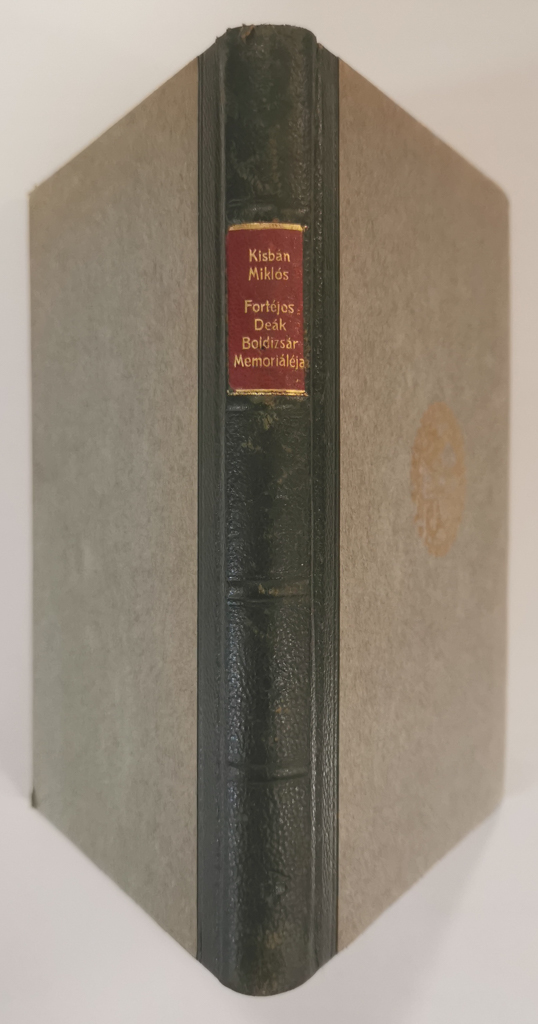 Kisbán
Miklós
Fortéjos
Deák
Boldizsár
Memoriáléja